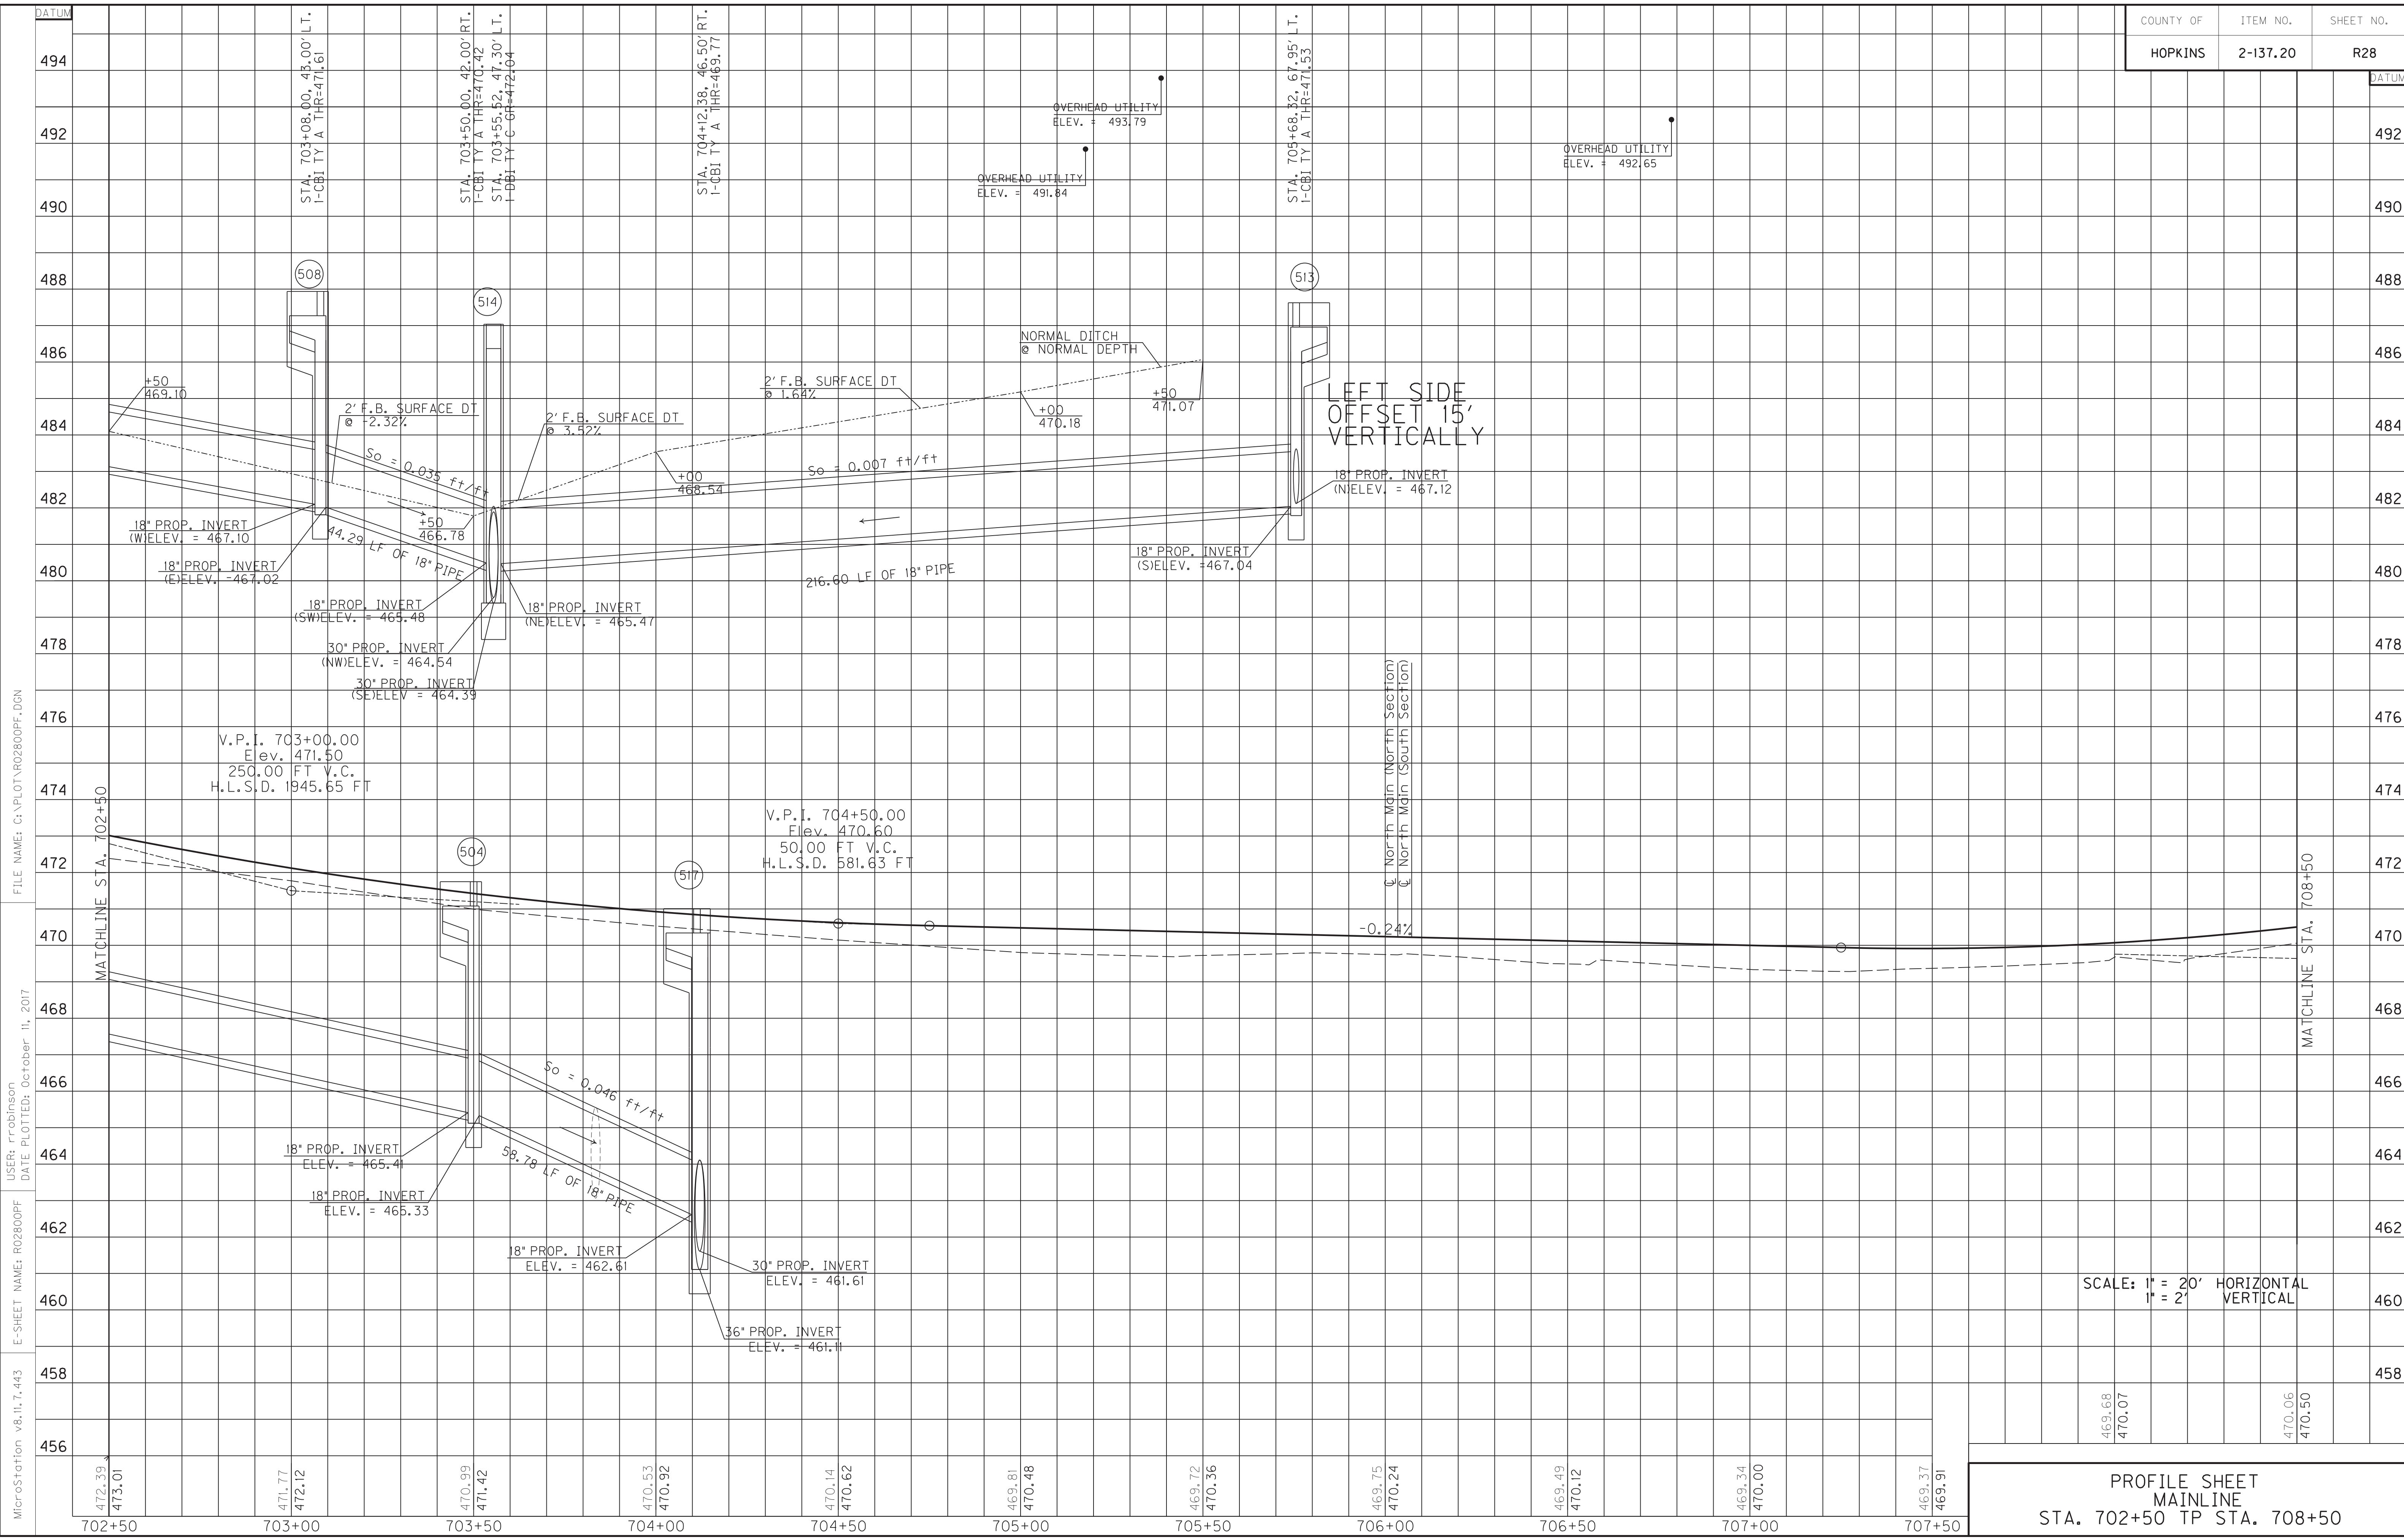 DATUM
COUNTY OF
ITEM NO.
SHEET NO.
HOPKINS
2-137.20
R28
DATUM
STA. 703+08.00, 43.00' LT.
1-CBI TY A THR=471.61
STA. 703+50.00, 42.00' RT.
1-CBI TY A THR=470.42
STA. 703+55.52, 47.30' LT.
1-DBI TY C GR=472.04
STA. 704+12.38, 46.50' RT.
1-CBI TY A THR=469.77
STA. 705+68.32, 67.95' LT.
1-CBI TY A THR=471.53
OVERHEAD UTILITY
ELEV. = 493.79
OVERHEAD UTILITY
ELEV. = 491.84
OVERHEAD UTILITY
ELEV. = 492.65
494
492
490
488
486
484
482
480
478
476
474
472
470
468
466
464
462
460
458
456
492
490
488
486
484
482
480
478
476
474
472
470
468
466
464
462
460
458
508
514
513
+50
469.10
2' F.B. SURFACE DT
@ -2.32%
2' F.B. SURFACE DT
@ 3.52%
2' F.B. SURFACE DT
@ 1.64%
NORMAL DITCH
@ NORMAL DEPTH
+00
470.18
+50
471.07
LEFT SIDE
OFFSET 15'
VERTICALLY
So = 0.035 ft/ft
So = 0.007 ft/ft
+00
468.54
+50
466.78
18" PROP. INVERT
(N)ELEV. = 467.12
18" PROP. INVERT
(W)ELEV. = 467.10
44.29 LF OF 18" PIPE
18" PROP. INVERT
(E)ELEV. -467.02
18" PROP. INVERT
(S)ELEV. =467.04
216.60 LF OF 18" PIPE
18" PROP. INVERT
(SW)ELEV. = 465.48
18" PROP. INVERT
(NE)ELEV. = 465.47
30" PROP. INVERT
(NW)ELEV. = 464.54
30" PROP. INVERT
(SE)ELEV = 464.39
V.P.I. 703+00.00
Elev. 471.50
250.00 FT V.C.
H.L.S.D. 1945.65 FT
V.P.I. 704+50.00
Elev. 470.60
50.00 FT V.C.
H.L.S.D. 581.63 FT
℄ North Main (North Section)
℄ North Main (South Section)
MATCHLINE STA. 702+50
MATCHLINE STA. 708+50
504
517
-0.24%
So = 0.046 ft/ft
58.78 LF OF 18" PIPE
18" PROP. INVERT
ELEV. = 465.41
18" PROP. INVERT
ELEV. = 465.33
18" PROP. INVERT
ELEV. = 462.61
30" PROP. INVERT
ELEV. = 461.61
36" PROP. INVERT
ELEV. = 461.11
SCALE: 1" = 20' HORIZONTAL
1" = 2' VERTICAL
472.39
473.01
471.77
472.12
470.99
471.42
470.53
470.92
470.14
470.62
469.81
470.48
469.72
470.36
469.75
470.24
469.49
470.12
469.34
470.00
469.37
469.91
469.68
470.07
470.06
470.50
702+50
703+00
703+50
704+00
704+50
705+00
705+50
706+00
706+50
707+00
707+50
PROFILE SHEET
MAINLINE
STA. 702+50 TP STA. 708+50
FILE NAME: C:\PLOT\R02800PF.DGN
USER: rrobinson
DATE PLOTTED: October 11, 2017
E-SHEET NAME: R02800PF
MicroStation v8.11.7.443